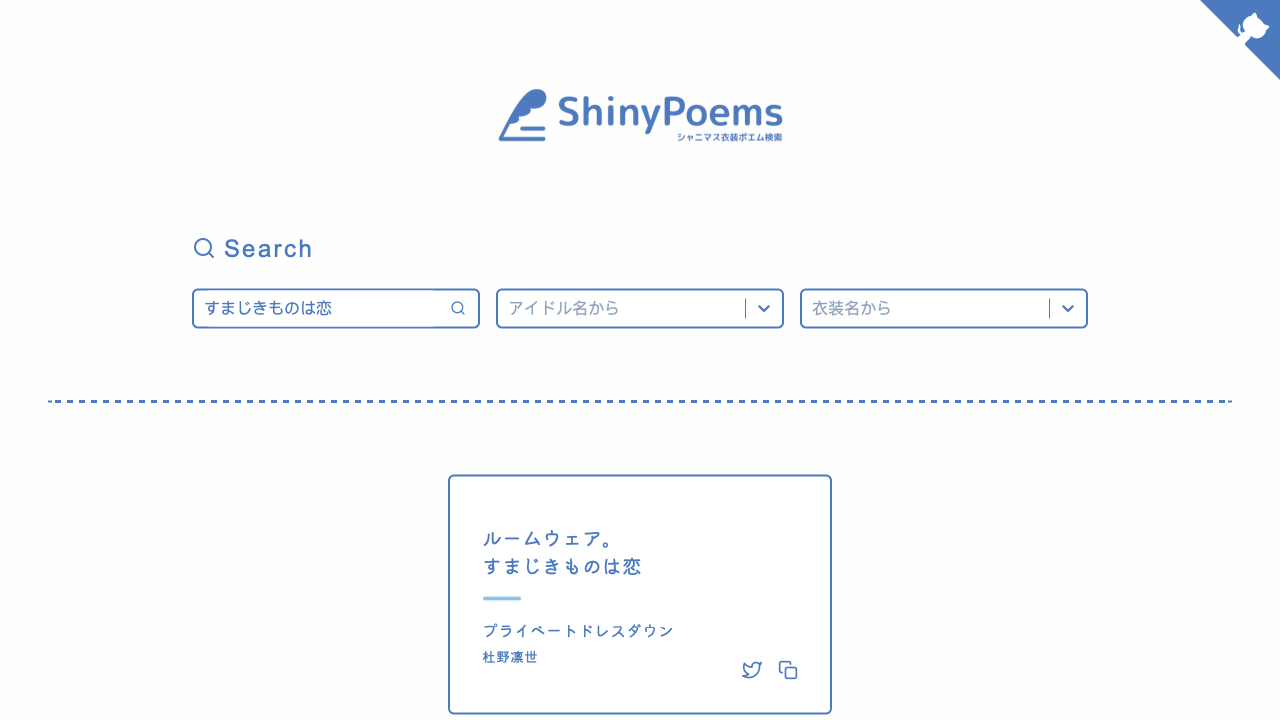 ShinyPoems
シャニマス衣装ポエム検索
Search
すまじきものは恋
アイドル名から
衣装名から
ルームウェア。
すまじきものは恋
プライベートドレスダウン
杜野凛世